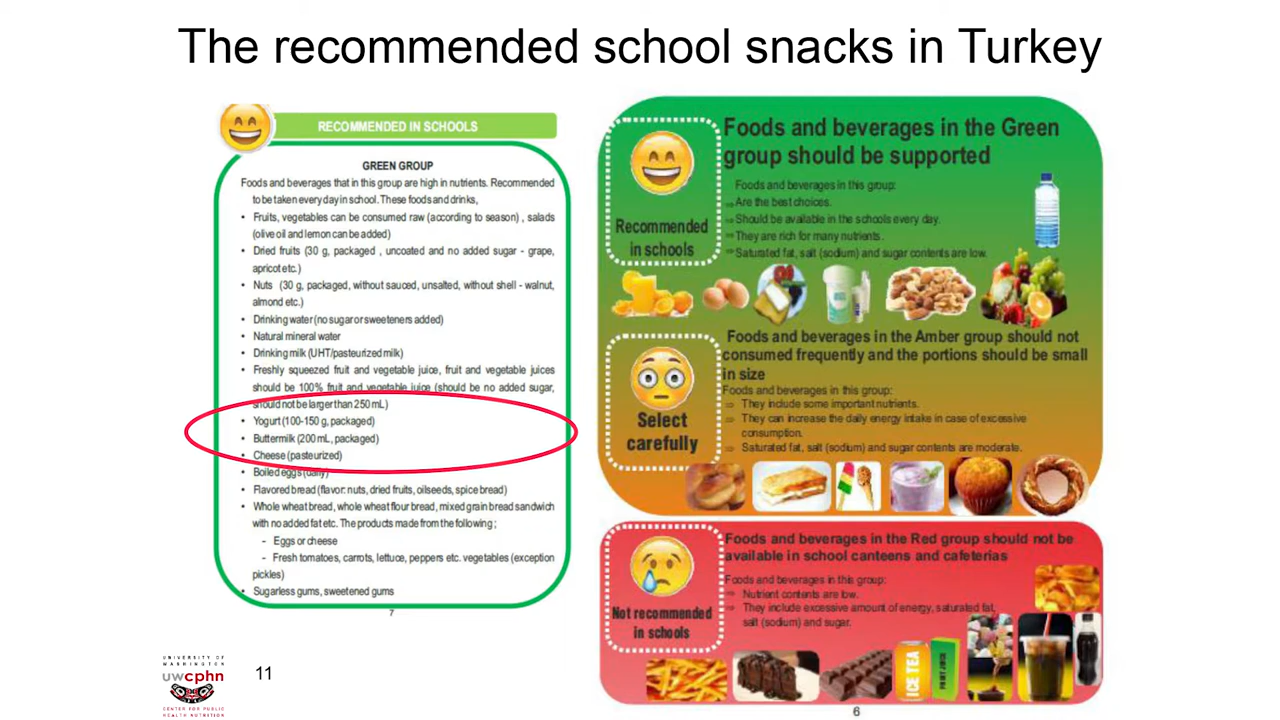 The recommended school snacks in Turkey
RECOMMENDED IN SCHOOLS
GREEN GROUP
Foods and beverages that in this group are high in nutrients. Recommended
to be taken every day in school. These foods and drinks,
• Fruits, vegetables can be consumed raw (according to season) , salads
(olive oil and lemon can be added)
• Dried fruits (30 g, packaged , uncoated and no added sugar - grape,
apricot etc.)
• Nuts (30 g, packaged, without sauced, unsalted, without shell - walnut,
almond etc.)
• Drinking water (no sugar or sweeteners added)
• Natural mineral water
• Drinking milk (UHT/pasteurized milk)
• Freshly squeezed fruit and vegetable juice, fruit and vegetable juices
should be 100% fruit and vegetable juice (should be no added sugar,
should not be larger than 250 mL)
• Yogurt (100-150 g, packaged)
• Buttermilk (200 mL, packaged)
• Cheese (pasteurized)
• Boiled eggs (daily)
• Flavored bread (flavor: nuts, dried fruits, oilseeds, spice bread)
• Whole wheat bread, whole wheat flour bread, mixed grain bread sandwich
with no added fat etc. The products made from the following ;
- Eggs or cheese
- Fresh tomatoes, carrots, lettuce, peppers etc. vegetables (exception
pickles)
• Sugarless gums, sweetened gums
7
Recommended
in schools
Foods and beverages in the Green
group should be supported
Foods and beverages in this group:
⇒ Are the best choices.
⇒ Should be available in the schools every day.
⇒ They are rich for many nutrients.
⇒ Saturated fat, salt (sodium) and sugar contents are low.
Select
carefully
Foods and beverages in the Amber group should not
consumed frequently and the portions should be small
in size
Foods and beverages in this group:
⇒ They include some important nutrients.
⇒ They can increase the daily energy intake in case of excessive
consumption.
⇒ Saturated fat, salt (sodium) and sugar contents are moderate.
Not recommended
in schools
Foods and beverages in the Red group should not be
available in school canteens and cafeterias
Foods and beverages in this group:
⇒ Nutrient contents are low.
⇒ They include excessive amount of energy, saturated fat,
salt (sodium) and sugar.
ICE TEA
FRUIT JUICE
6
UNIVERSITY OF
WASHINGTON
uwcphn
CENTER FOR PUBLIC
HEALTH NUTRITION
11